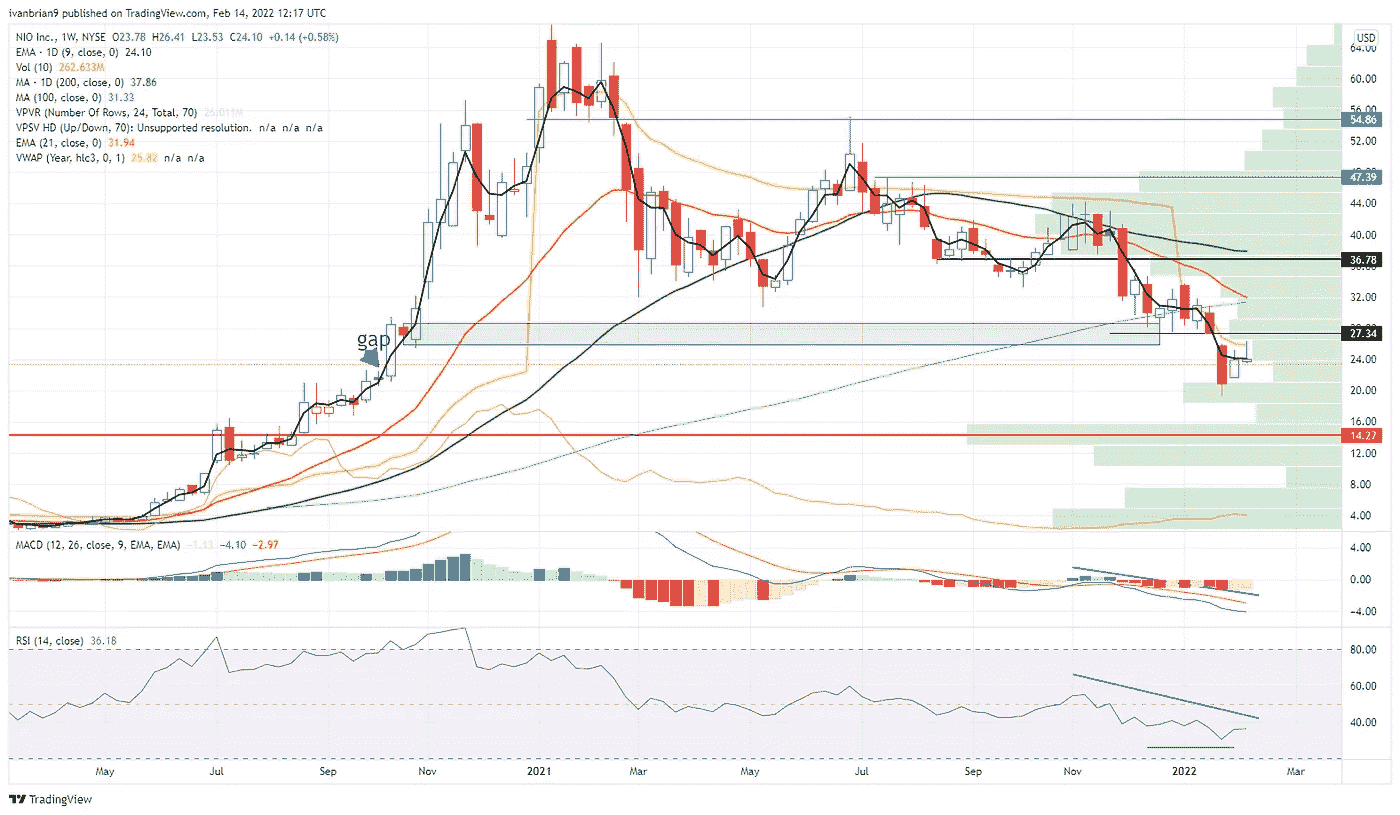 ivanbrian9 published on TradingView.com, Feb 14, 2022 12:17 UTC
NIO Inc., 1W, NYSE O23.78 H26.41 L23.53 C24.10 +0.14 (+0.58%)
EMA · 1D (9, close, 0) 24.10
Vol (10) 262.633M
MA · 1D (200, close, 0) 37.86
MA (100, close, 0) 31.33
VPVR (Number Of Rows, 24, Total, 70) 26.011M
VPSV HD (Up/Down, 70): Unsupported resolution. n/a n/a n/a
EMA (21, close, 0) 31.94
VWAP (Year, hlc3, 0, 1) 25.82 n/a n/a
USD
64.00
60.00
56.00
54.86
52.00
47.39
44.00
40.00
36.78
32.00
27.34
24.00
20.00
16.00
14.27
12.00
8.00
4.00
gap
MACD (12, 26, close, 9, EMA, EMA) -1.13 -4.10 -2.97
4.00
0.00
-4.00
RSI (14, close) 36.18
80.00
60.00
40.00
May Jul Sep Nov 2021 Mar May Jul Sep Nov 2022 Mar
TradingView